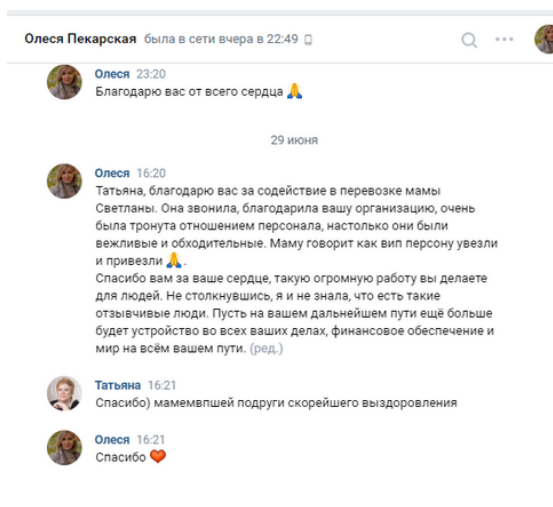 Олеся Пекарская была в сети вчера в 22:49
Олеся 23:20
Благодарю вас от всего сердца 🙏
29 июня
Олеся 16:20
Татьяна, благодарю вас за содействие в перевозке мамы
Светланы. Она звонила, благодарила вашу организацию, очень
была тронута отношением персонала, настолько они были
вежливые и обходительные. Маму говорит как вип персону увезли
и привезли 🙏.
Спасибо вам за ваше сердце, такую огромную работу вы делаете
для людей. Не столкнувшись, я и не знала, что есть такие
отзывчивые люди. Пусть на вашем дальнейшем пути ещё больше
будет устройство во всех ваших делах, финансовое обеспечение и
мир на всём вашем пути. (ред.)
Татьяна 16:21
Спасибо) мамемвпшей подруги скорейшего выздоровления
Олеся 16:21
Спасибо ❤